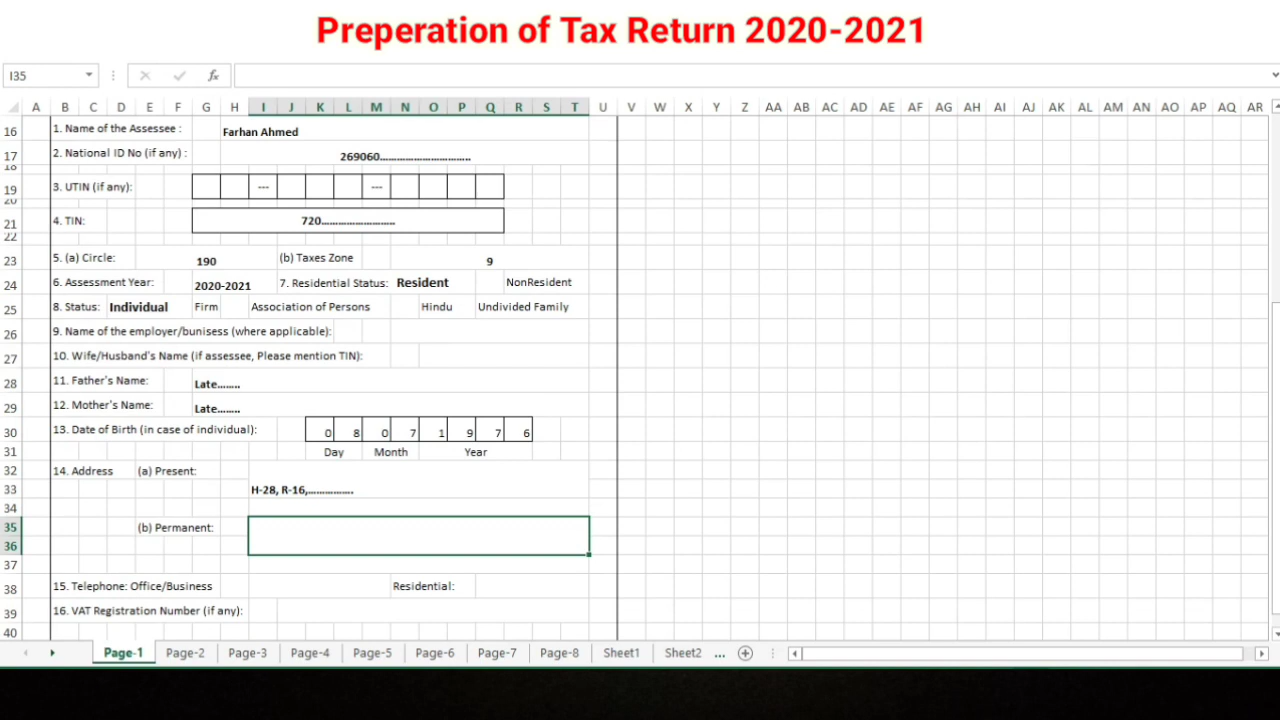 Preperation of Tax Return 2020-2021
I35 fx
A B C D E F G H I J K L M N O P Q R S T U V W X Y Z AA AB AC AD AE AF AG AH AI AJ AK AL AM AN AO AP AQ AR
16 1. Name of the Assessee : Farhan Ahmed
17 2. National ID No (if any) : 269060................................
18
19 3. UTIN (if any): --- ---
20
21 4. TIN: 720..........................
22
23 5. (a) Circle: 190 (b) Taxes Zone 9
24 6. Assessment Year: 2020-2021 7. Residential Status: Resident NonResident
25 8. Status: Individual Firm Association of Persons Hindu Undivided Family
26 9. Name of the employer/bunisess (where applicable):
27 10. Wife/Husband's Name (if assessee, Please mention TIN):
28 11. Father's Name: Late........
29 12. Mother's Name: Late........
30 13. Date of Birth (in case of individual): 0 8 0 7 1 9 7 6
31 Day Month Year
32 14. Address (a) Present:
33 H-28, R-16,................
34
35 (b) Permanent:
36
37
38 15. Telephone: Office/Business Residential:
39 16. VAT Registration Number (if any):
40
Page-1 Page-2 Page-3 Page-4 Page-5 Page-6 Page-7 Page-8 Sheet1 Sheet2 ...